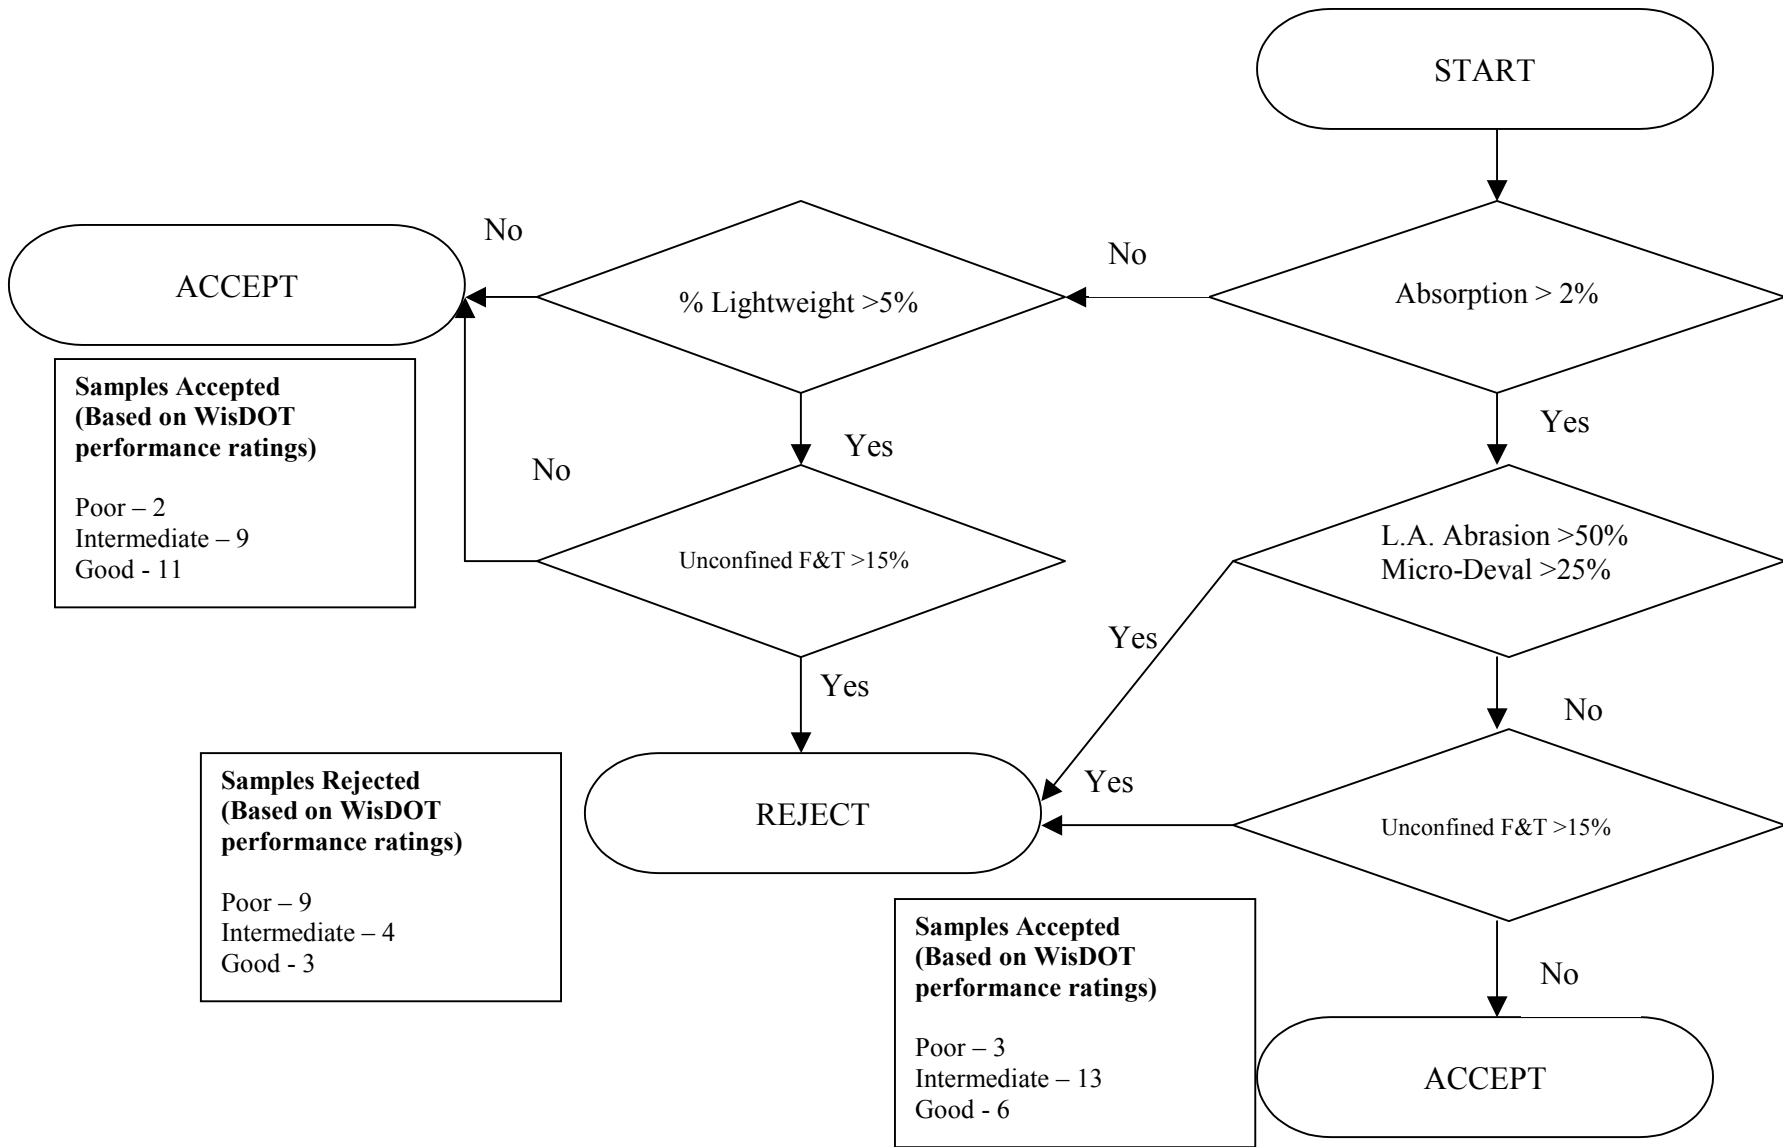 START
Absorption > 2%
No
% Lightweight >5%
No
ACCEPT
Samples Accepted
(Based on WisDOT
performance ratings)
Poor – 2
Intermediate – 9
Good - 11
Yes
No
Unconfined F&T >15%
Yes
Yes
L.A. Abrasion >50%
Micro-Deval >25%
Yes
No
Yes
Unconfined F&T >15%
REJECT
Samples Rejected
(Based on WisDOT
performance ratings)
Poor – 9
Intermediate – 4
Good - 3
Samples Accepted
(Based on WisDOT
performance ratings)
Poor – 3
Intermediate – 13
Good - 6
No
ACCEPT